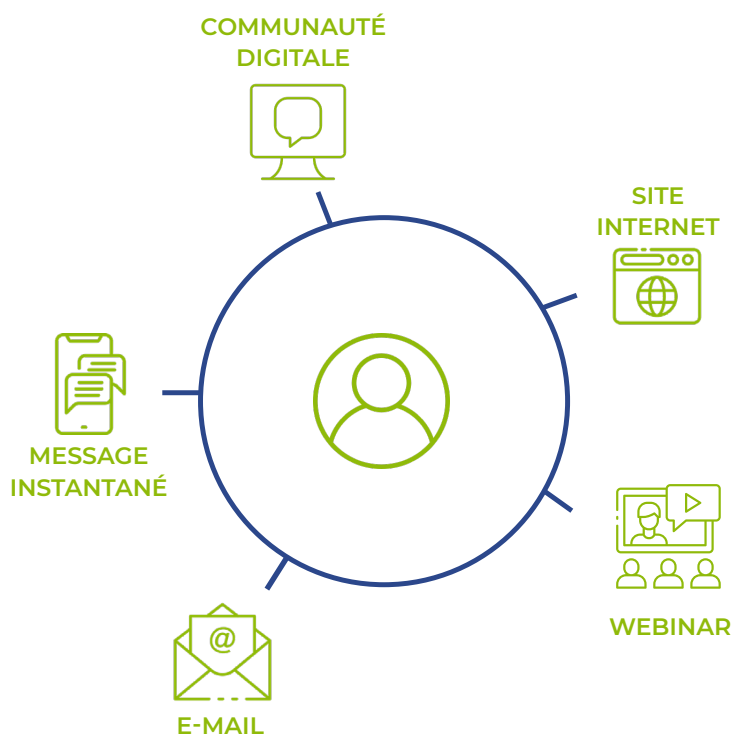 COMMUNAUTÉ
DIGITALE
SITE
INTERNET
MESSAGE
INSTANTANÉ
WEBINAR
@
E-MAIL